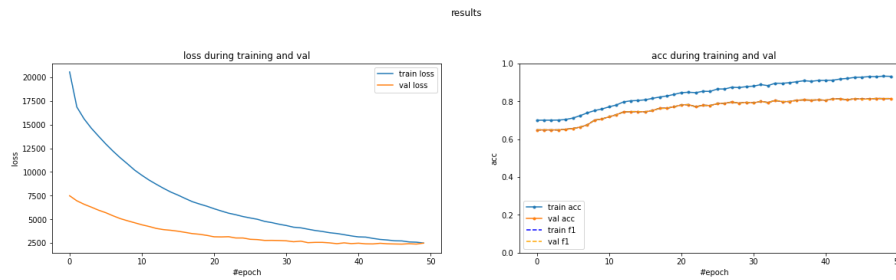 results
loss during training and val
train loss
val loss
20000
17500
15000
12500
10000
7500
5000
2500
loss
0
10
20
30
40
50
#epoch
acc during training and val
1.0
0.8
0.6
0.4
0.2
0.0
acc
train acc
val acc
train f1
val f1
0
10
20
30
40
50
#epoch